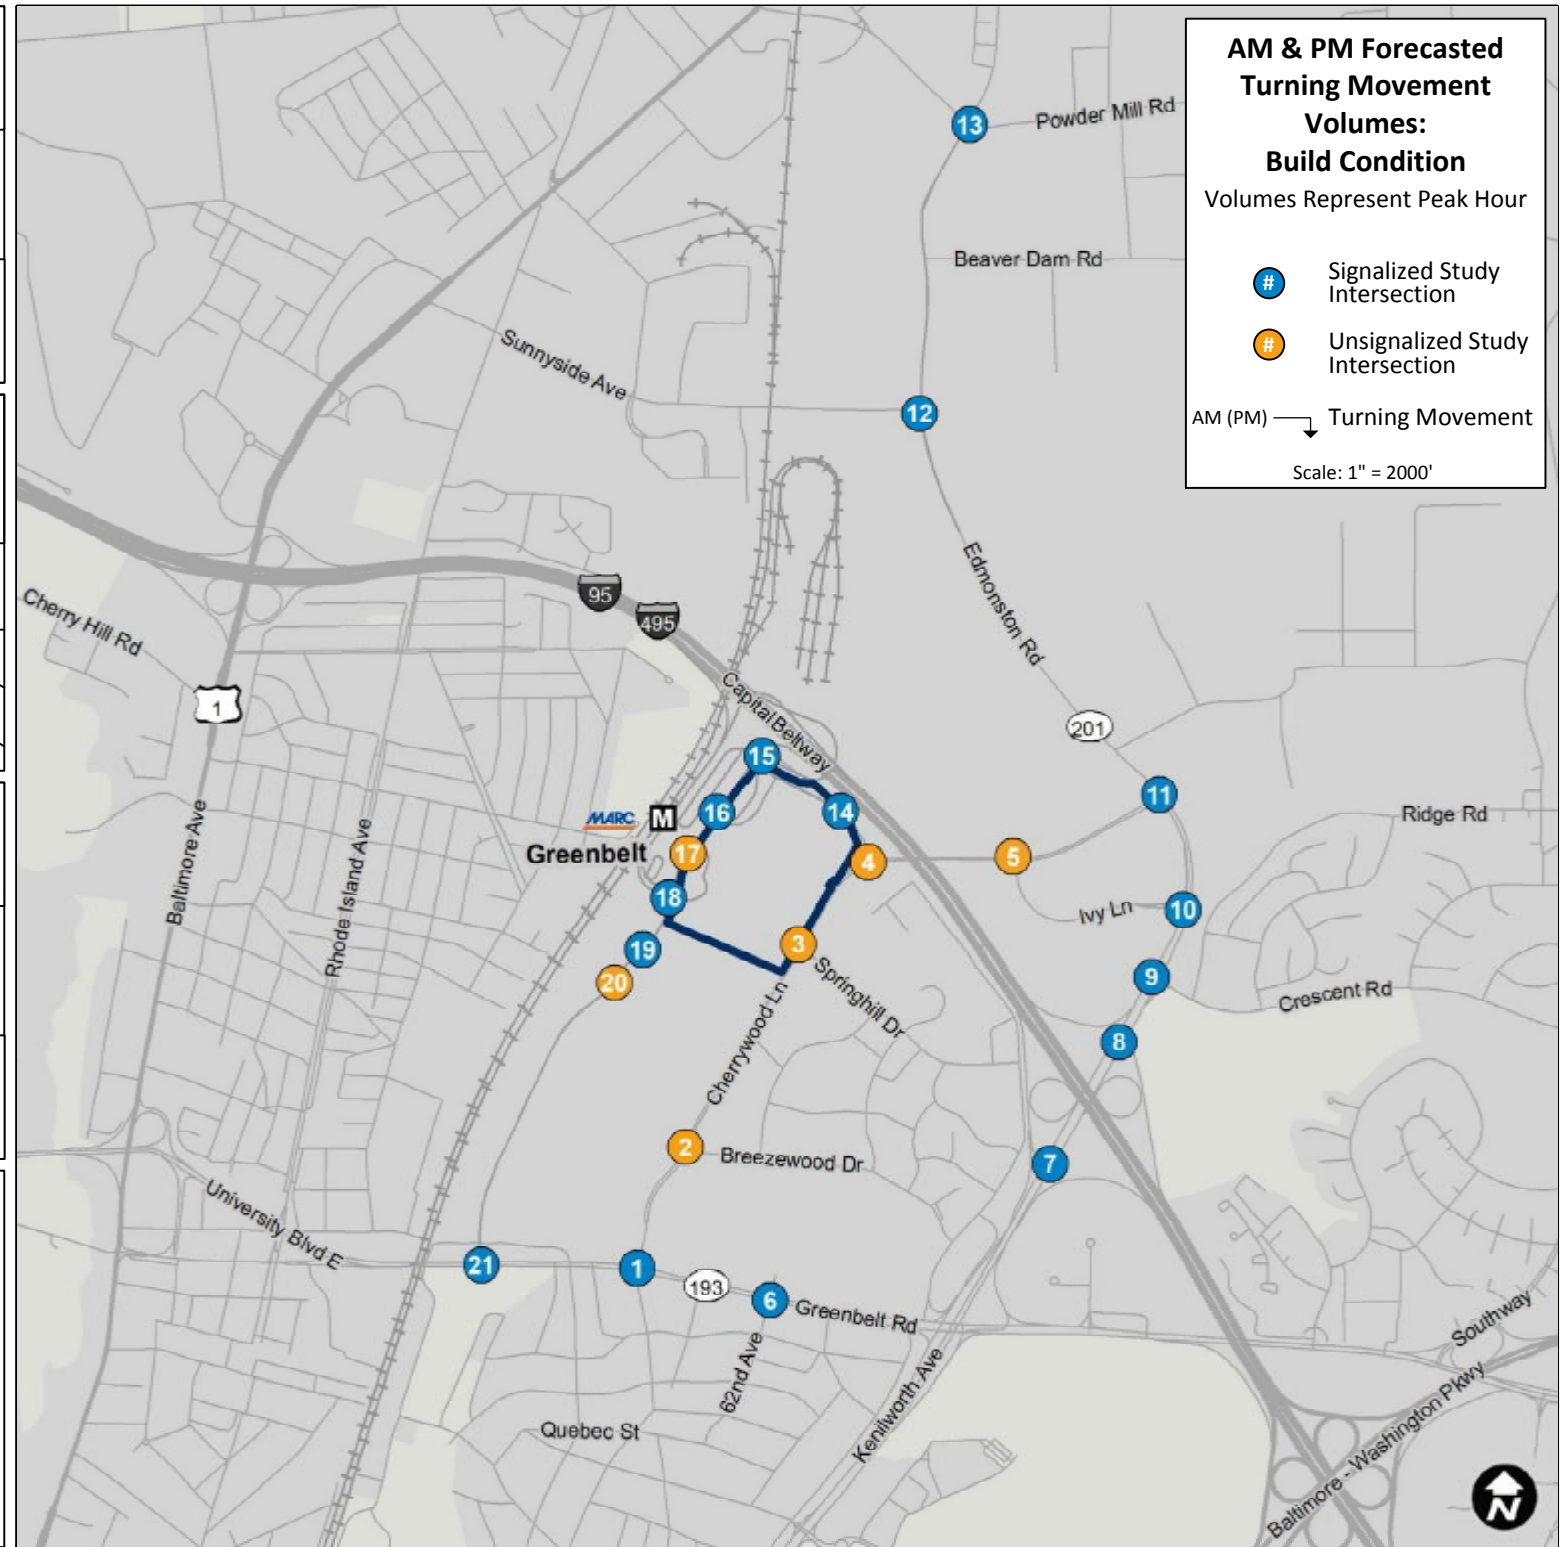 AM & PM Forecasted
Turning Movement
Volumes:
Build Condition
Volumes Represent Peak Hour
# Signalized Study
Intersection
# Unsignalized Study
Intersection
AM (PM) Turning Movement
Scale: 1" = 2000'
13
Powder Mill Rd
Beaver Dam Rd
Sunnyside Ave
12
Edmonston Rd
95
495
Cherry Hill Rd
1
Capital Beltway
201
15
11
MARC M
16
14
Ridge Rd
Greenbelt
17
4
5
Baltimore Ave
Rhode Island Ave
18
Ivy Ln
10
19
3
20
Springhill Dr
9
Crescent Rd
Cherrywood Ln
8
2
Breezewood Dr
7
University Blvd E
21
1
193
6
Greenbelt Rd
Southway
62nd Ave
Kenilworth Ave
Quebec St
Baltimore - Washington Pkwy
N